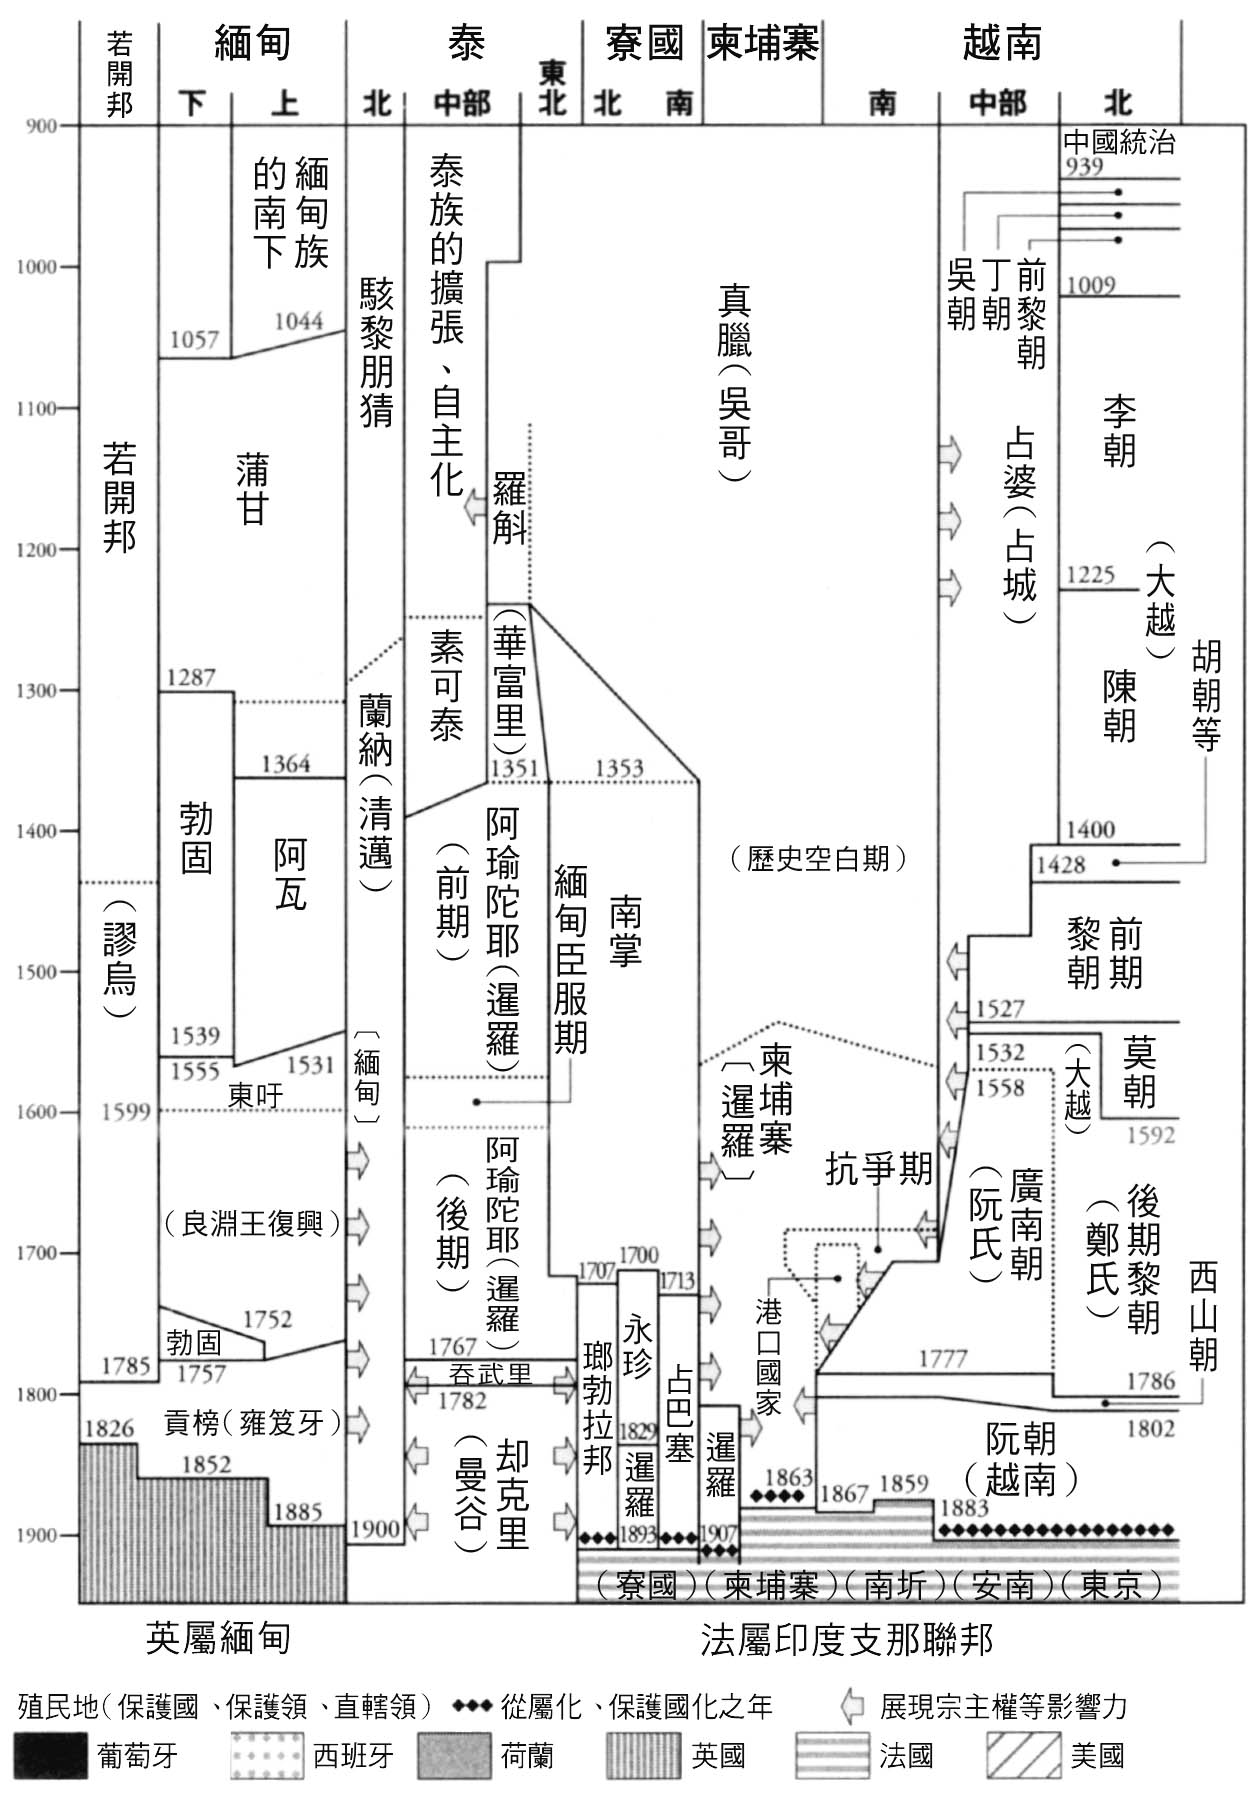 若開邦
緬甸
泰
寮國
柬埔寨
越南
下
上
北
中部
東北
北
南
南
中部
北
900
1000
1100
1200
1300
1400
1500
1600
1700
1800
1900
若開邦
(謬烏)
1599
1785
1826
緬甸族的南下
1057
1044
蒲甘
1287
1364
勃固
阿瓦
1539
1555
1531
東吁
(良淵王復興)
1752
勃固
1757
貢榜(雍笈牙)
1852
1885
駭黎朋猜
蘭納(清邁)
〔緬甸〕
1900
泰族的擴張、自主化
羅斛
(華富里)
素可泰
1351
1353
阿瑜陀耶(暹羅)
(前期)
緬甸臣服期
阿瑜陀耶(暹羅)
(後期)
1767
吞武里
1782
却克里
(曼谷)
南掌
1707
1700
1713
瑯勃拉邦
永珍
1829
暹羅
1893
占巴塞
真臘(吳哥)
(歷史空白期)
柬埔寨
〔暹羅〕
抗爭期
港口國家
暹羅
1863
1907
1867
1859
1883
中國統治
939
吳朝
丁朝
前黎朝
1009
李朝
占婆(占城)
1225
(大越)
陳朝
胡朝等
1400
1428
前期黎朝
1527
1532
1558
莫朝
(大越)
1592
廣南朝
(阮氏)
後期黎朝
(鄭氏)
西山朝
1777
1786
1802
阮朝
(越南)
(寮國)(柬埔寨)(南圻)(安南)(東京)
英屬緬甸
法屬印度支那聯邦
殖民地(保護國、保護領、直轄領)
從屬化、保護國化之年
展現宗主權等影響力
葡萄牙
西班牙
荷蘭
英國
法國
美國